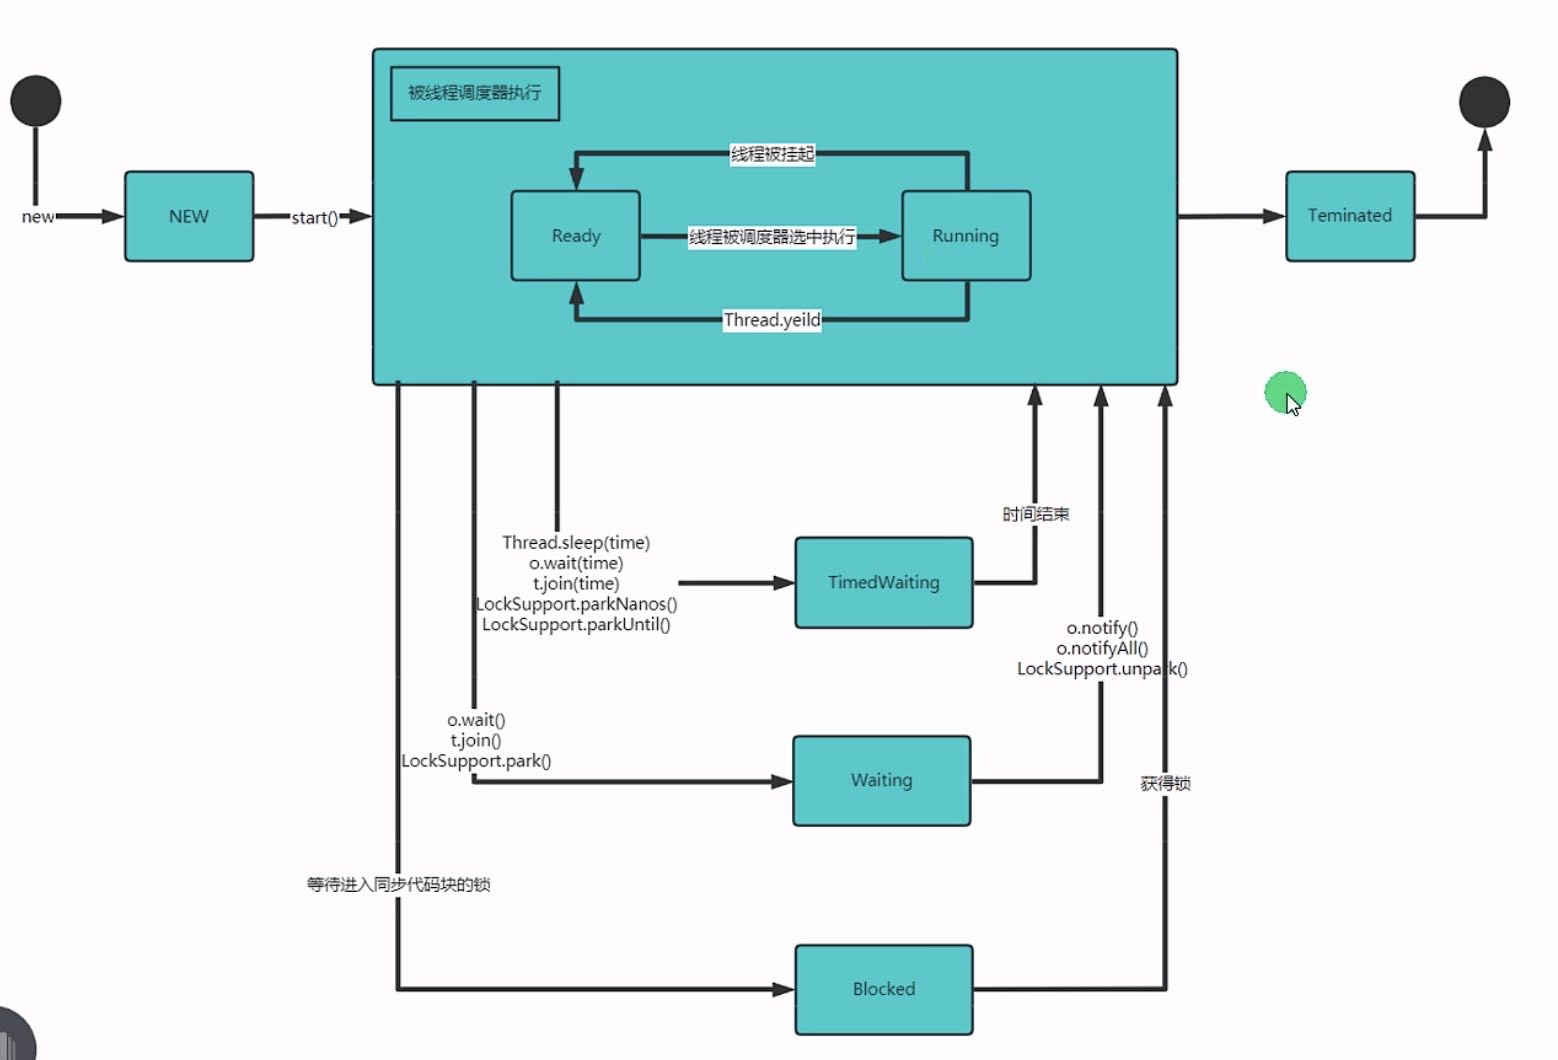 被线程调度器执行
线程被挂起
new
NEW
start()
Ready
线程被调度器选中执行
Running
Teminated
Thread.yeild
时间结束
Thread.sleep(time)
o.wait(time)
t.join(time)
LockSupport.parkNanos()
LockSupport.parkUntil()
TimedWaiting
o.notify()
o.notifyAll()
LockSupport.unpark()
o.wait()
t.join()
LockSupport.park()
Waiting
获得锁
等待进入同步代码块的锁
Blocked